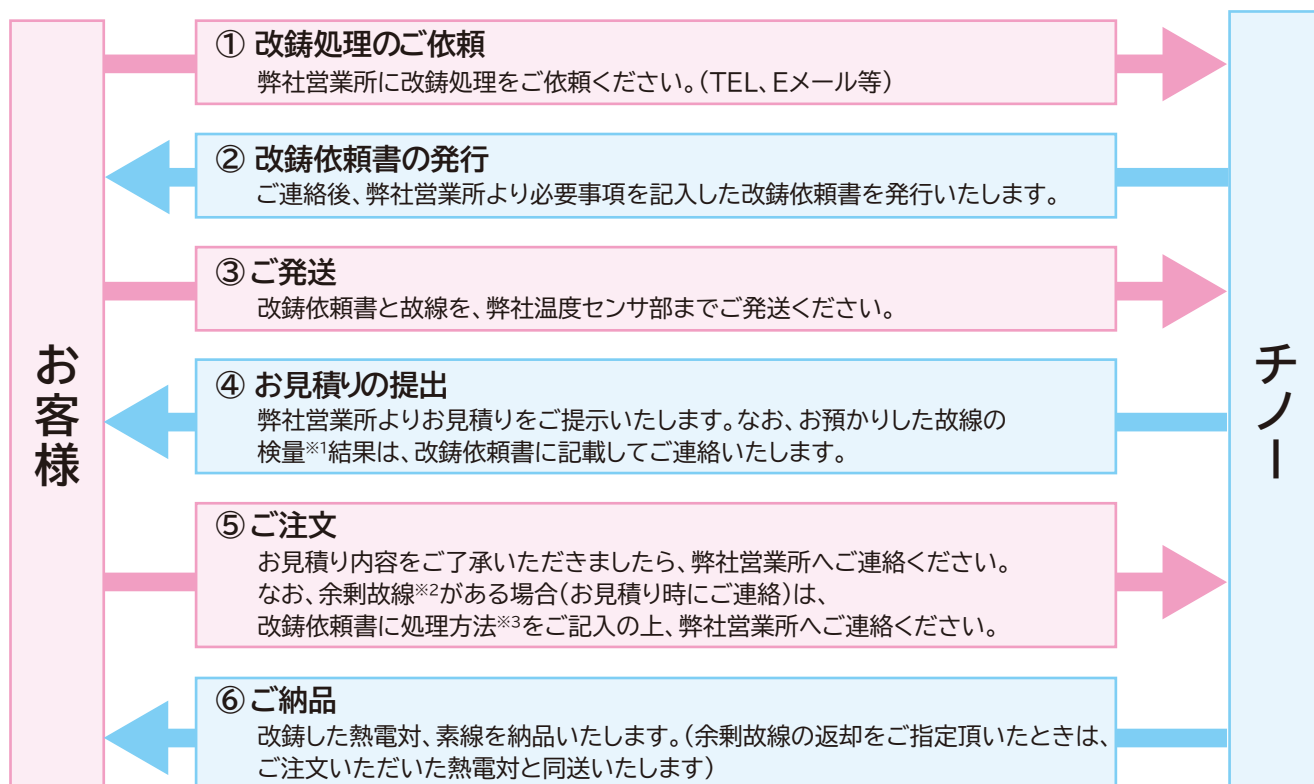 お客様
① 改鋳処理のご依頼
弊社営業所に改鋳処理をご依頼ください。（TEL、Eメール等）
② 改鋳依頼書の発行
ご連絡後、弊社営業所より必要事項を記入した改鋳依頼書を発行いたします。
③ ご発送
改鋳依頼書と故線を、弊社温度センサ部までご発送ください。
④ お見積りの提出
弊社営業所よりお見積りをご提示いたします。なお、お預かりした故線の
検量※1結果は、改鋳依頼書に記載してご連絡いたします。
⑤ ご注文
お見積り内容をご了承いただきましたら、弊社営業所へご連絡ください。
なお、余剰故線※2がある場合（お見積り時にご連絡）は、
改鋳依頼書に処理方法※3をご記入の上、弊社営業所へご連絡ください。
⑥ ご納品
改鋳した熱電対、素線を納品いたします。（余剰故線の返却をご指定頂いたときは、
ご注文いただいた熱電対と同送いたします）
チノー